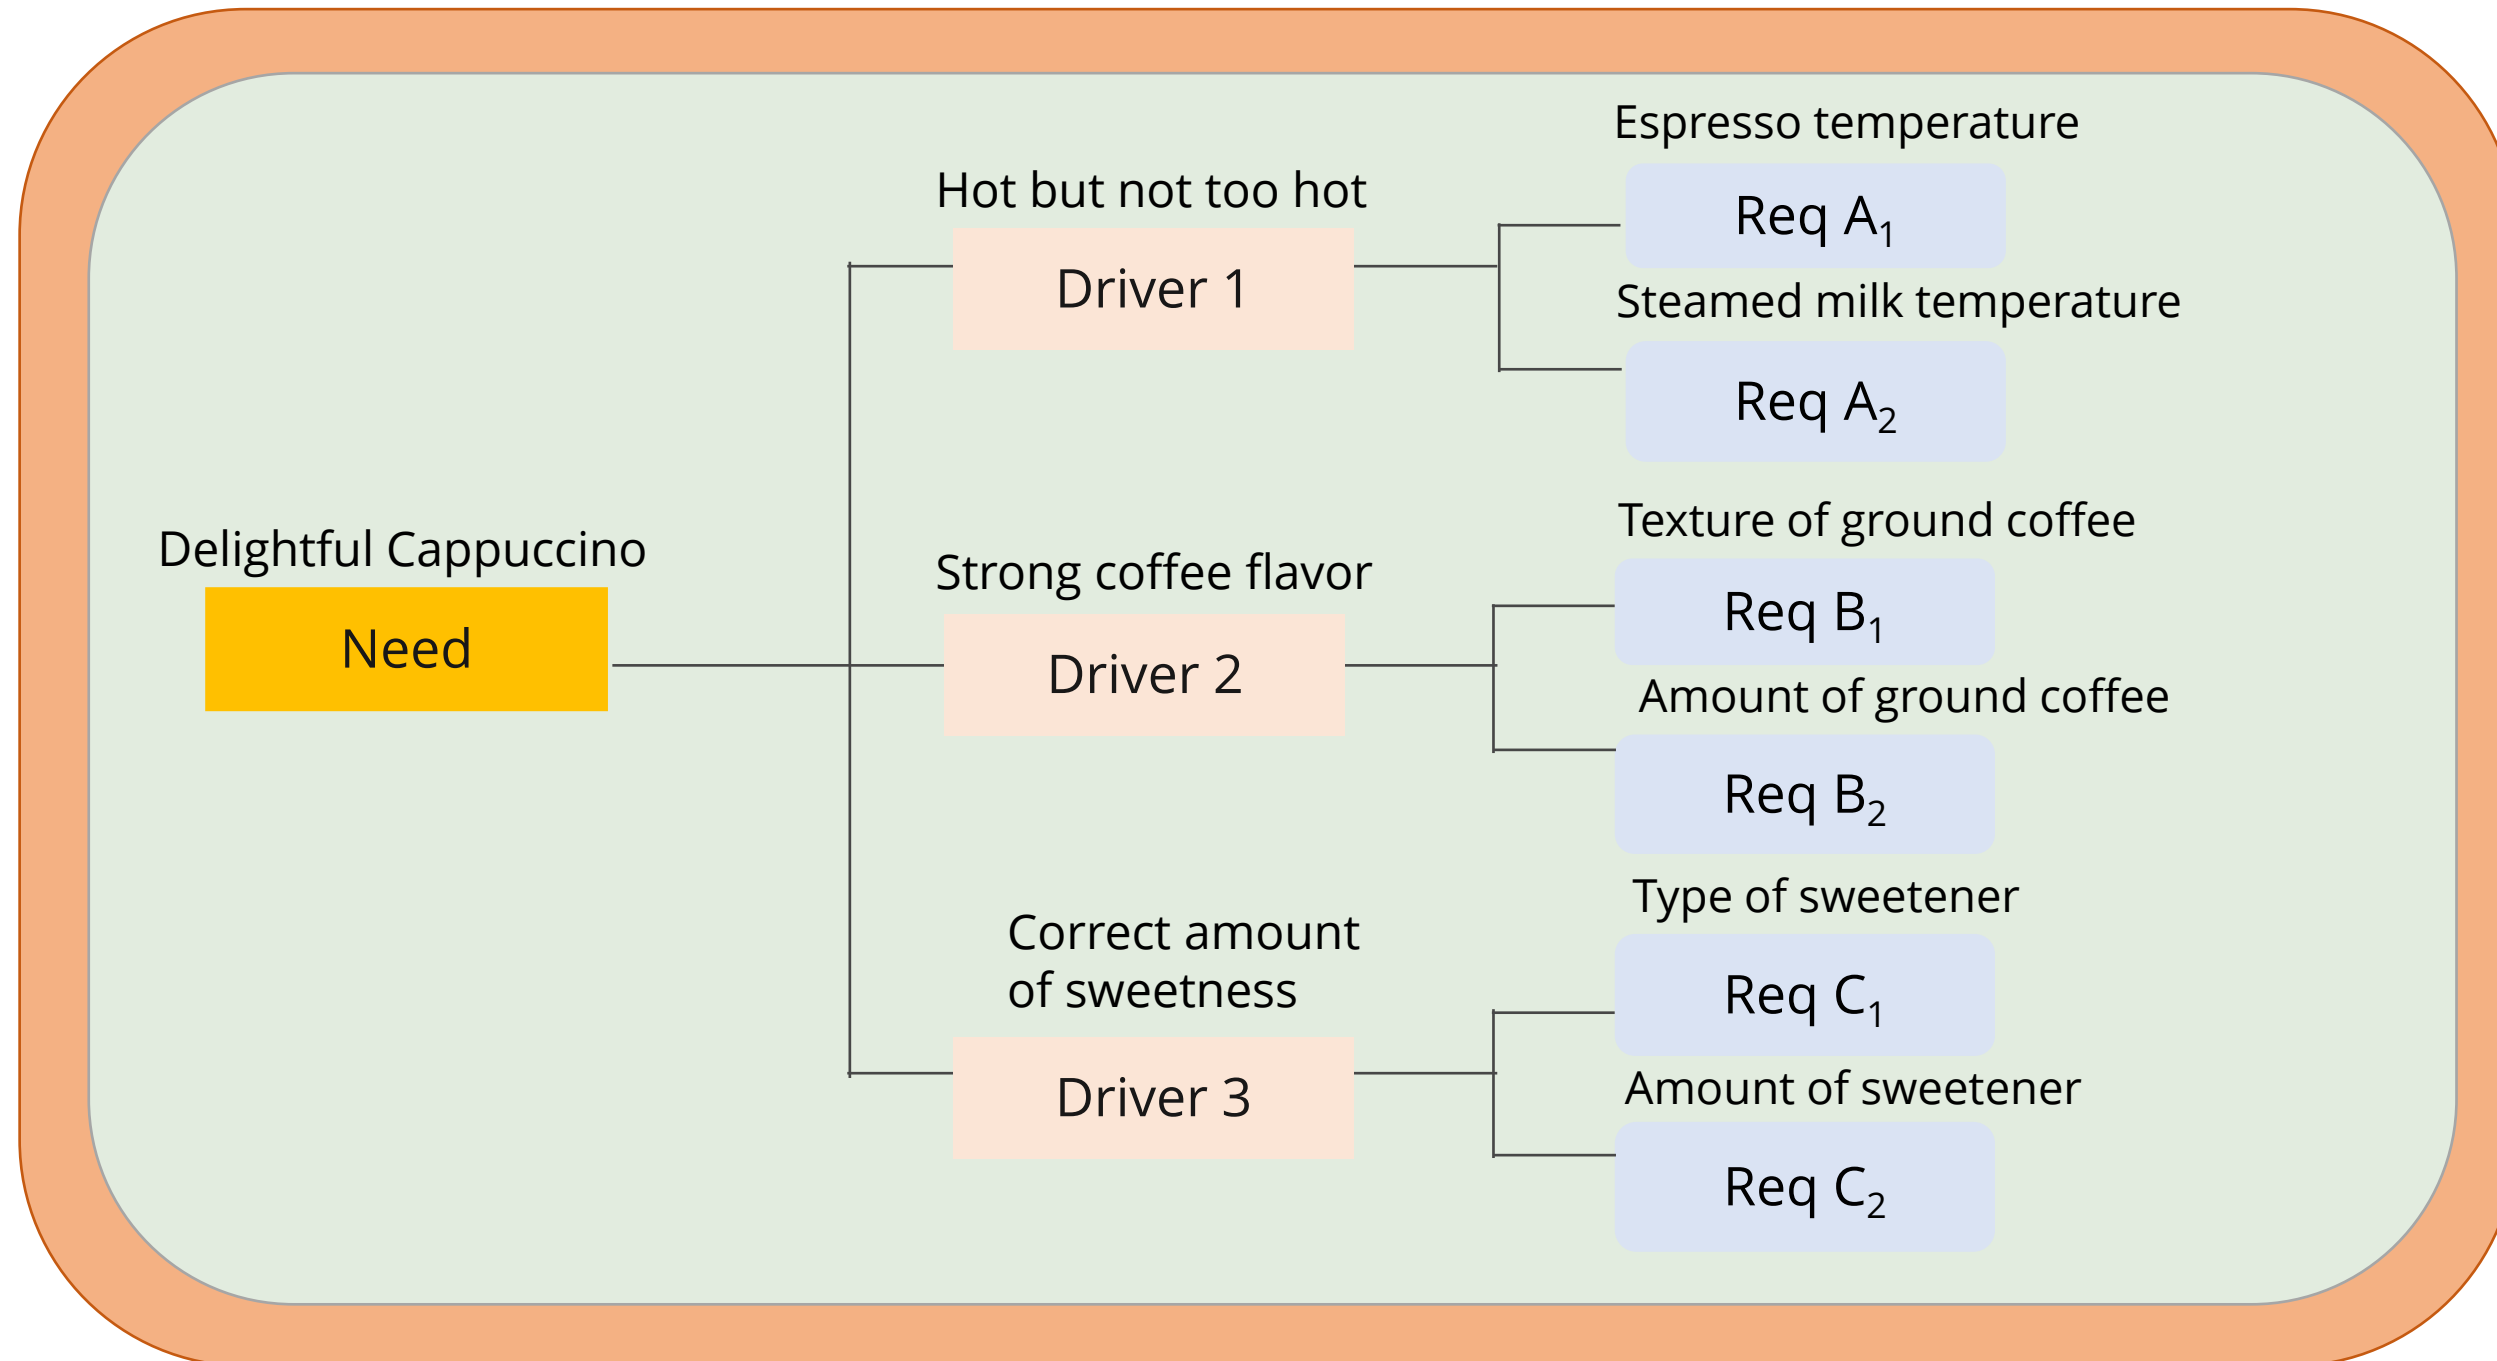 Delightful Cappuccino
Need
Hot but not too hot
Driver 1
Espresso temperature
Req A₁
Steamed milk temperature
Req A₂
Strong coffee flavor
Driver 2
Texture of ground coffee
Req B₁
Amount of ground coffee
Req B₂
Correct amount
of sweetness
Driver 3
Type of sweetener
Req C₁
Amount of sweetener
Req C₂